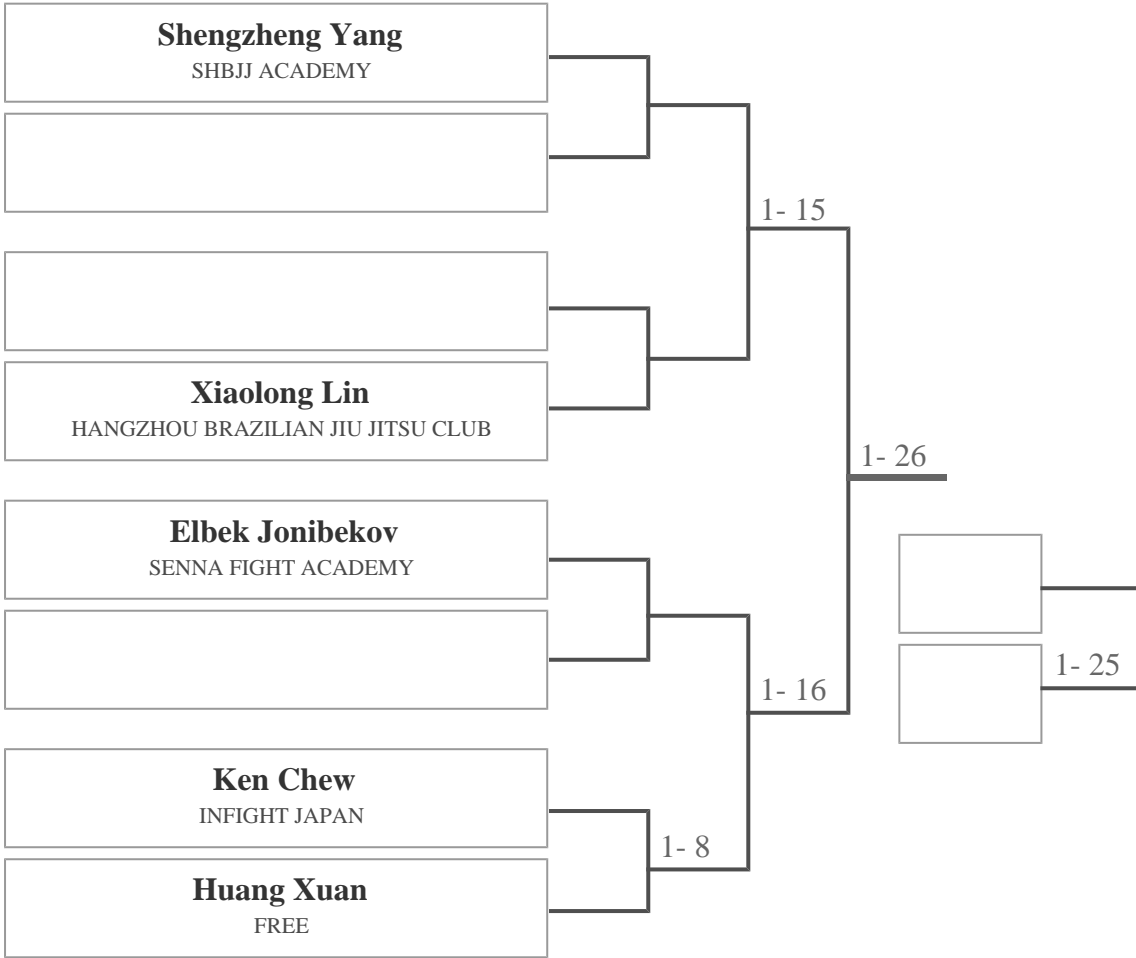 Shengzheng Yang
SHBJJ ACADEMY
1- 15
Xiaolong Lin
HANGZHOU BRAZILIAN JIU JITSU CLUB
1- 26
Elbek Jonibekov
SENNA FIGHT ACADEMY
1- 25
1- 16
Ken Chew
INFIGHT JAPAN
1- 8
Huang Xuan
FREE